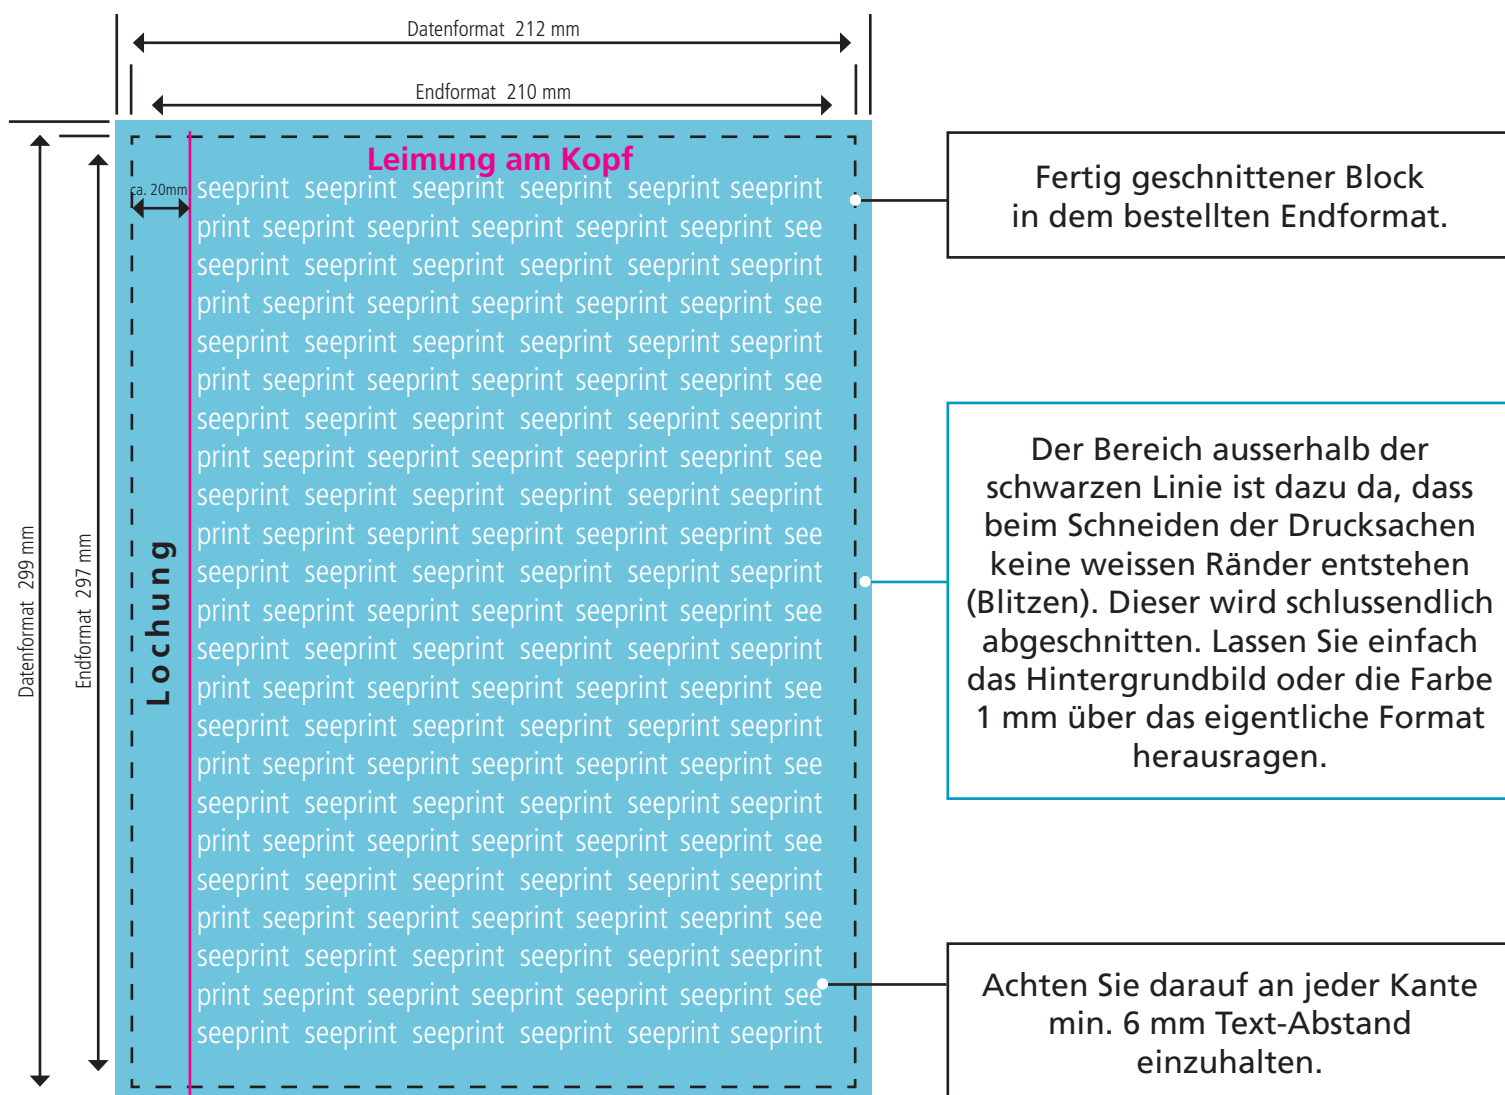 Datenformat 212 mm
Endformat 210 mm
Leimung am Kopf
ca. 20mm
seeprint seeprint seeprint seeprint seeprint seeprint
print seeprint seeprint seeprint seeprint seeprint see
seeprint seeprint seeprint seeprint seeprint seeprint
print seeprint seeprint seeprint seeprint seeprint see
seeprint seeprint seeprint seeprint seeprint seeprint
print seeprint seeprint seeprint seeprint seeprint see
seeprint seeprint seeprint seeprint seeprint seeprint
print seeprint seeprint seeprint seeprint seeprint see
seeprint seeprint seeprint seeprint seeprint seeprint
print seeprint seeprint seeprint seeprint seeprint see
seeprint seeprint seeprint seeprint seeprint seeprint
print seeprint seeprint seeprint seeprint seeprint see
seeprint seeprint seeprint seeprint seeprint seeprint
print seeprint seeprint seeprint seeprint seeprint see
seeprint seeprint seeprint seeprint seeprint seeprint
print seeprint seeprint seeprint seeprint seeprint see
seeprint seeprint seeprint seeprint seeprint seeprint
print seeprint seeprint seeprint seeprint seeprint see
seeprint seeprint seeprint seeprint seeprint seeprint
print seeprint seeprint seeprint seeprint seeprint see
seeprint seeprint seeprint seeprint seeprint seeprint
print seeprint seeprint seeprint seeprint seeprint see
seeprint seeprint seeprint seeprint seeprint seeprint
Datenformat 299 mm
Endformat 297 mm
Lochung
Fertig geschnittener Block
in dem bestellten Endformat.
Der Bereich ausserhalb der
schwarzen Linie ist dazu da, dass
beim Schneiden der Drucksachen
keine weissen Ränder entstehen
(Blitzen). Dieser wird schlussendlich
abgeschnitten. Lassen Sie einfach
das Hintergrundbild oder die Farbe
1 mm über das eigentliche Format
herausragen.
Achten Sie darauf an jeder Kante
min. 6 mm Text-Abstand
einzuhalten.